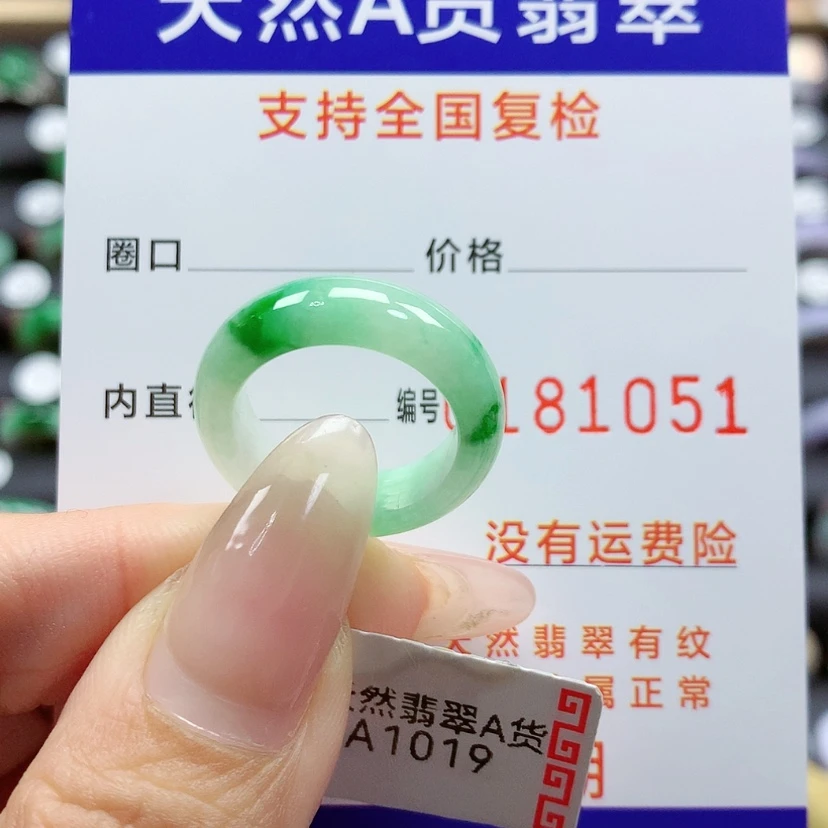 天然A货翡翠
支持全国复检
圈口 价格
内直 编号 181051
没有运费险
天然翡翠有纹
属正常
天然翡翠A货
A1019